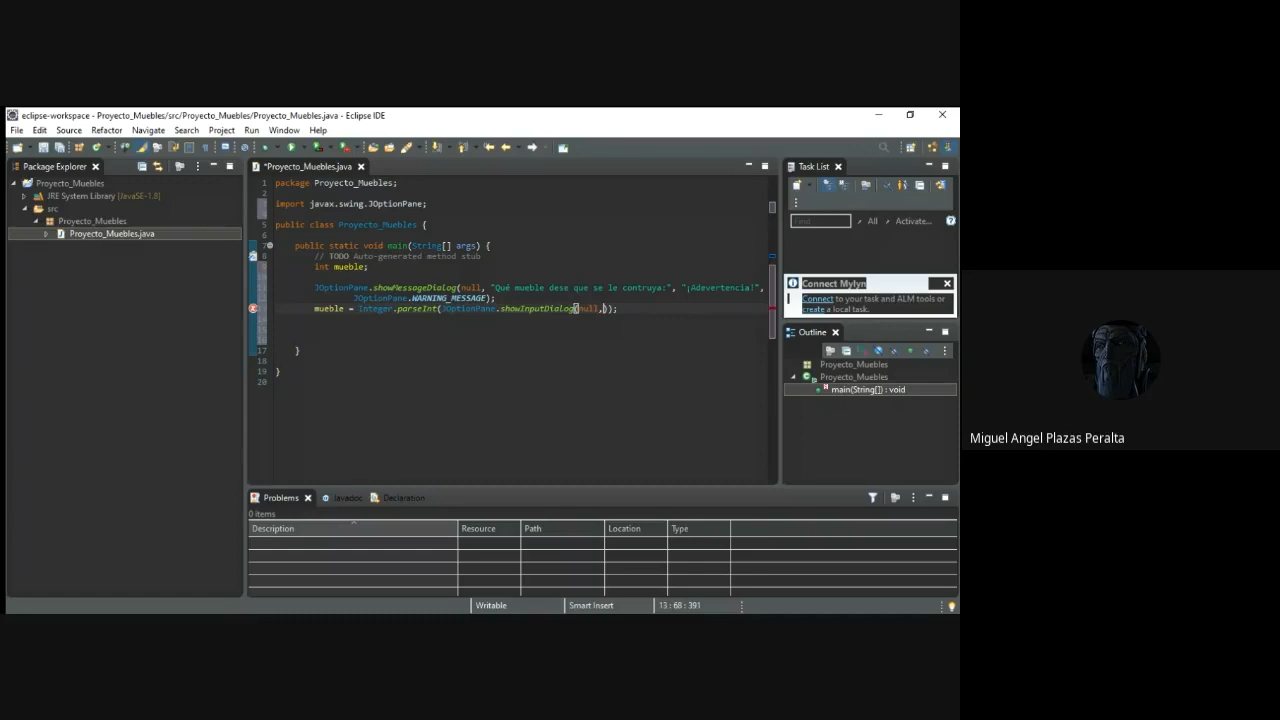 eclipse-workspace - Proyecto_Muebles/src/Proyecto_Muebles/Proyecto_Muebles.java - Eclipse IDE
File Edit Source Refactor Navigate Search Project Run Window Help
Package Explorer
*Proyecto_Muebles.java
Task List
Proyecto_Muebles
JRE System Library [JavaSE-1.8]
src
Proyecto_Muebles
Proyecto_Muebles.java
1 package Proyecto_Muebles;
2
3 import javax.swing.JOptionPane;
5 public class Proyecto_Muebles {
6
7 public static void main(String[] args) {
8 // TODO Auto-generated method stub
int mueble;
JOptionPane.showMessageDialog(null, "Qué mueble dese que se le contruya:", "¡Adevertencia!",
JOptionPane.WARNING_MESSAGE);
mueble = Integer.parseInt(JOptionPane.showInputDialog(null,));
17 }
18
19 }
20
Find All Activate...
Connect Mylyn
Connect to your task and ALM tools or
create a local task.
Outline
Proyecto_Muebles
Proyecto_Muebles
main(String[]) : void
Miguel Angel Plazas Peralta
Problems Javadoc Declaration
0 items
Description Resource Path Location Type
Writable Smart Insert 13 : 68 : 391